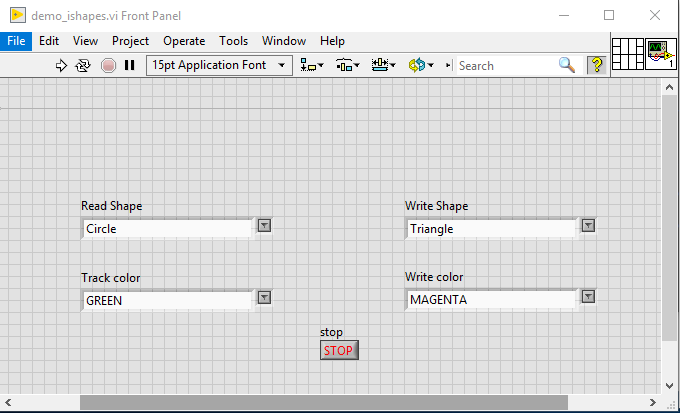 demo_ishapes.vi Front Panel
File Edit View Project Operate Tools Window Help
15pt Application Font Search ? 1
Read Shape Write Shape
Circle Triangle
Track color Write color
GREEN MAGENTA
stop
STOP